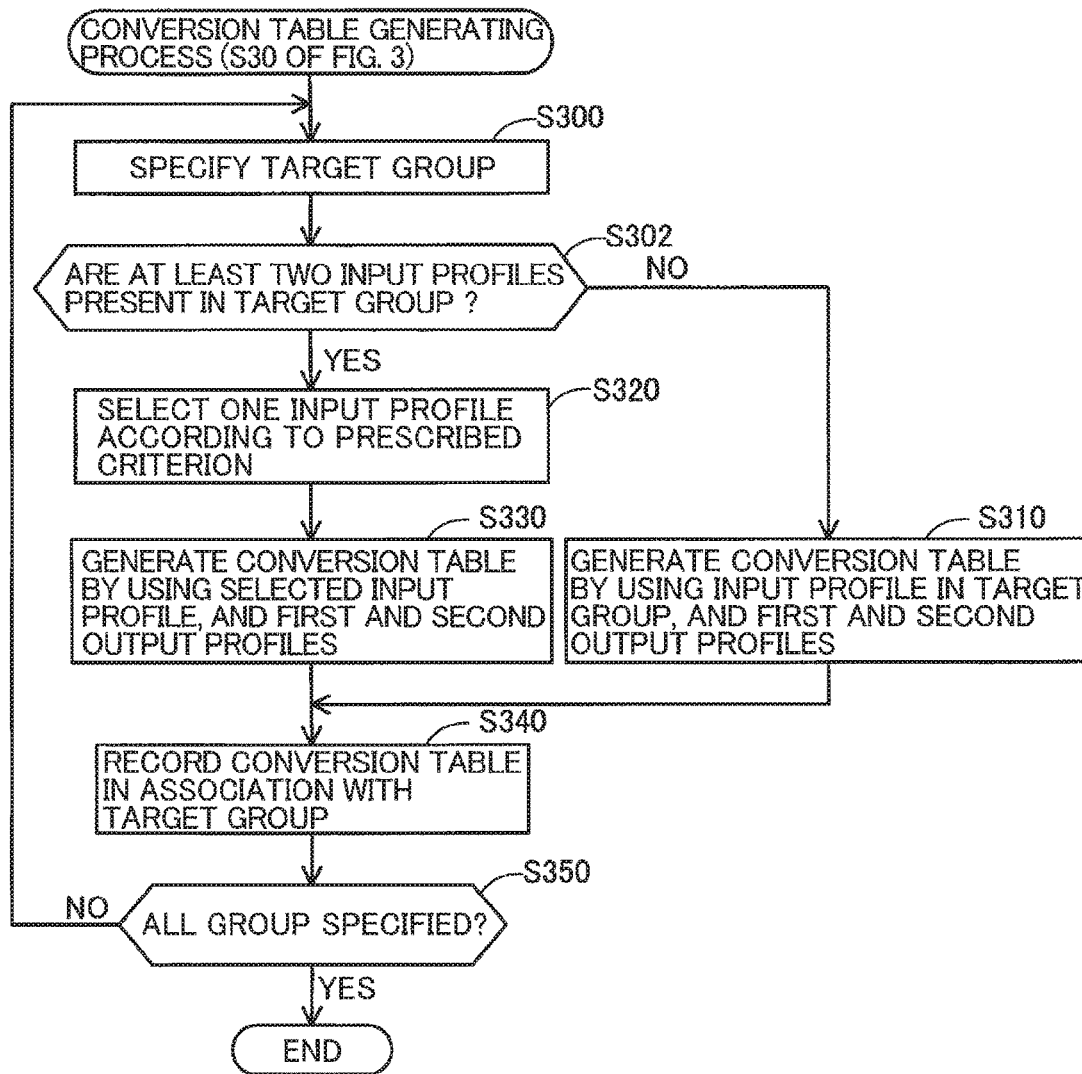 CONVERSION TABLE GENERATING
PROCESS (S30 OF FIG. 3)
S300
SPECIFY TARGET GROUP
S302
ARE AT LEAST TWO INPUT PROFILES
PRESENT IN TARGET GROUP ?
NO
YES
S320
SELECT ONE INPUT PROFILE
ACCORDING TO PRESCRIBED
CRITERION
S330
GENERATE CONVERSION TABLE
BY USING SELECTED INPUT
PROFILE, AND FIRST AND SECOND
OUTPUT PROFILES
S310
GENERATE CONVERSION TABLE
BY USING INPUT PROFILE IN TARGET
GROUP, AND FIRST AND SECOND
OUTPUT PROFILES
S340
RECORD CONVERSION TABLE
IN ASSOCIATION WITH
TARGET GROUP
S350
NO
ALL GROUP SPECIFIED?
YES
END